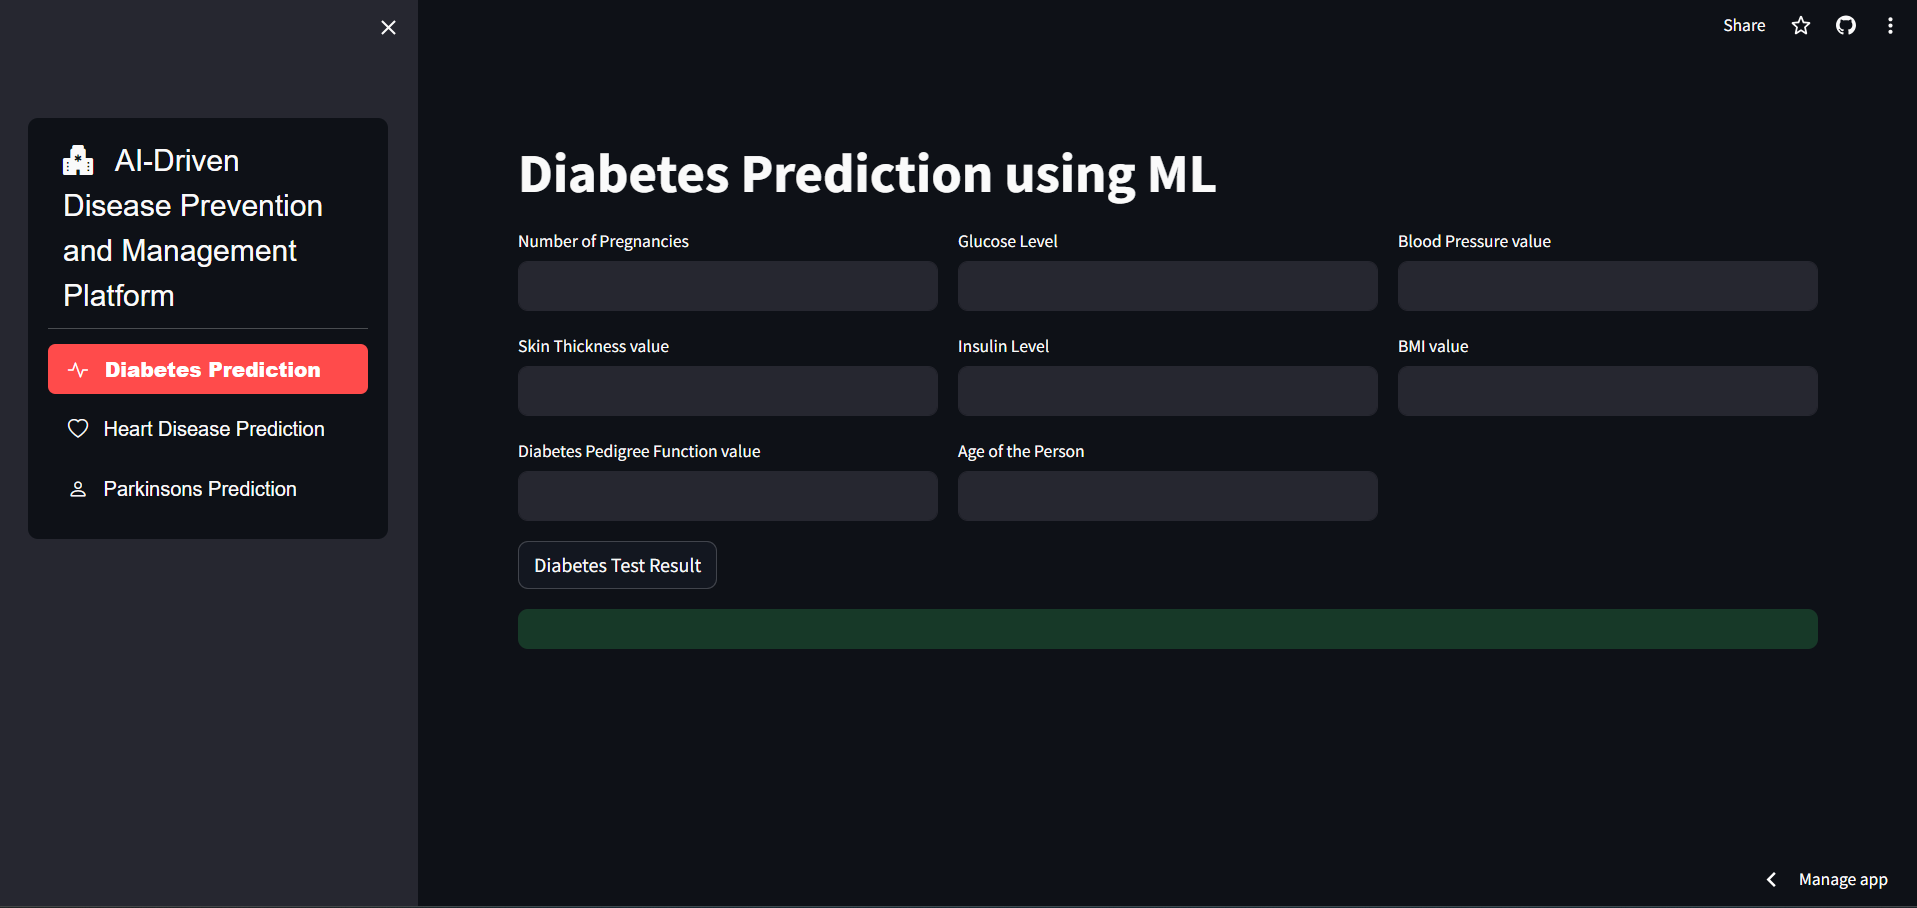 Share
AI-Driven
Disease Prevention
and Management
Platform
Diabetes Prediction
Heart Disease Prediction
Parkinsons Prediction
Diabetes Prediction using ML
Number of Pregnancies
Glucose Level
Blood Pressure value
Skin Thickness value
Insulin Level
BMI value
Diabetes Pedigree Function value
Age of the Person
Diabetes Test Result
Manage app